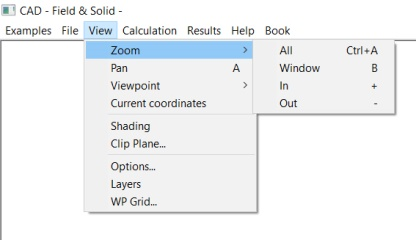 CAD - Field & Solid -
Examples File View Calculation Results Help Book
Zoom > All Ctrl+A
Pan A Window B
Viewpoint > In +
Current coordinates Out -
Shading
Clip Plane...
Options...
Layers
WP Grid...